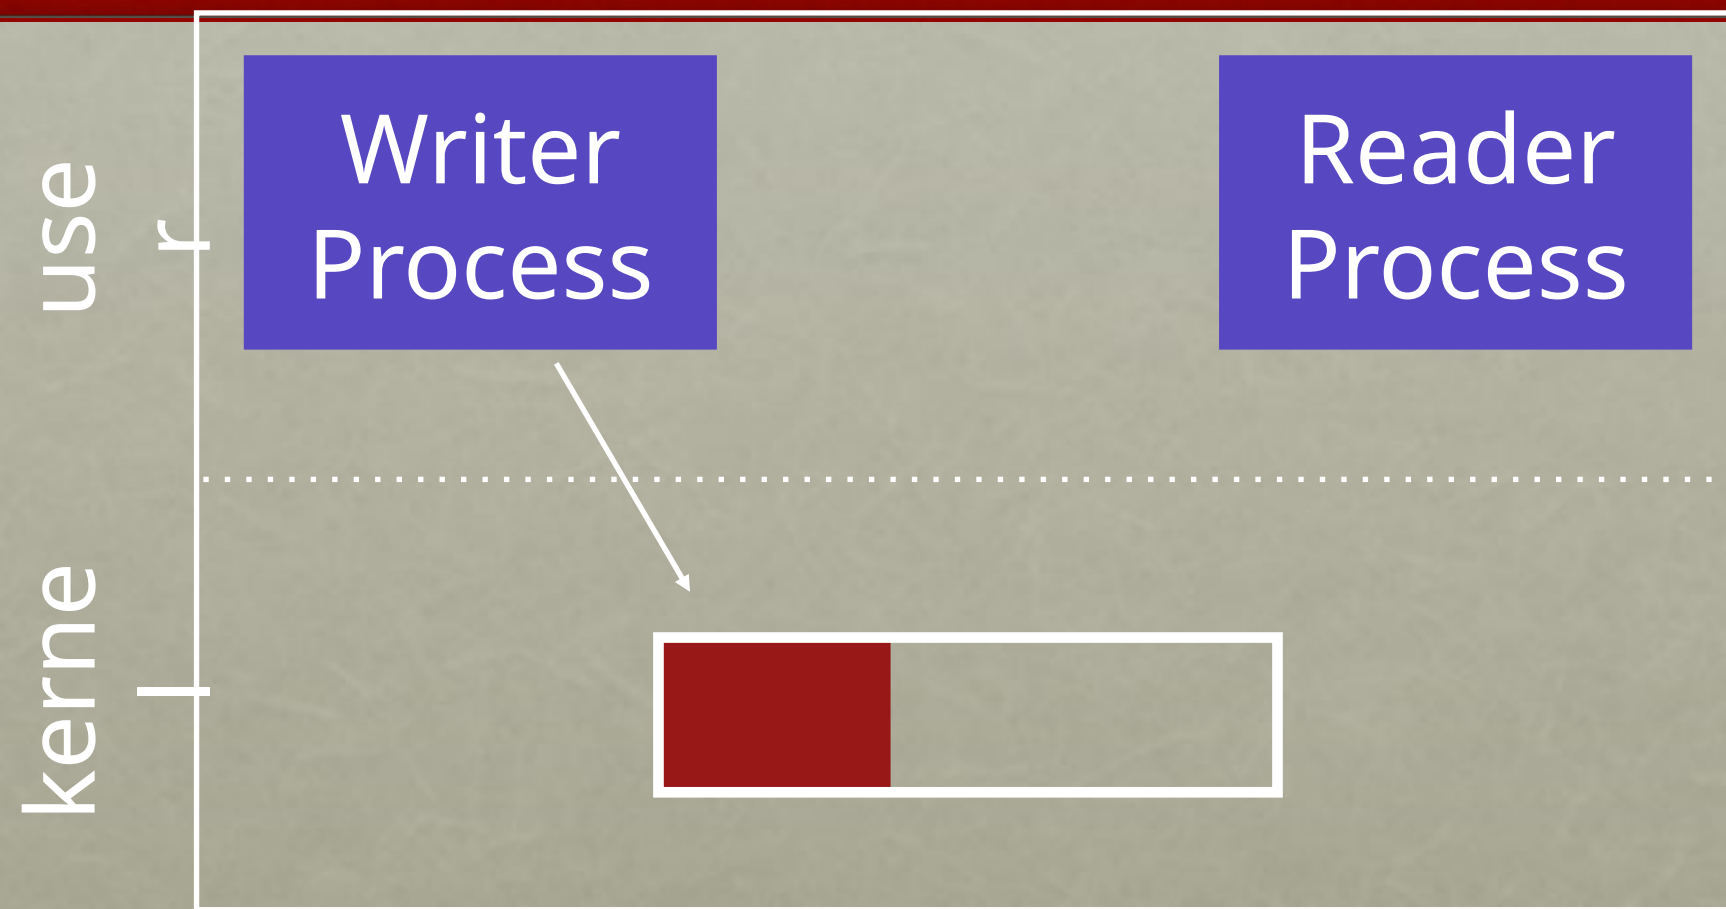 use
r
Writer
Process
Reader
Process
kerne
l